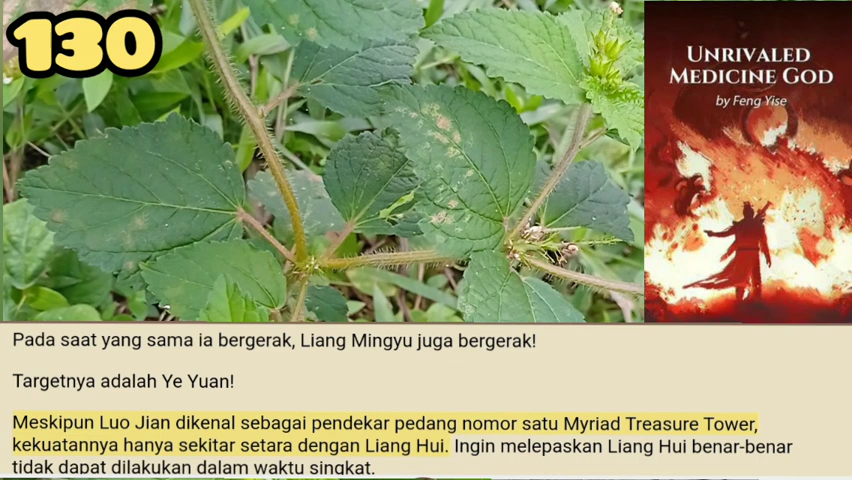 130
UNRIVALED
MEDICINE GOD
by Feng Yise
Pada saat yang sama ia bergerak, Liang Mingyu juga bergerak!
Targetnya adalah Ye Yuan!
Meskipun Luo Jian dikenal sebagai pendekar pedang nomor satu Myriad Treasure Tower,
kekuatannya hanya sekitar setara dengan Liang Hui. Ingin melepaskan Liang Hui benar-benar
tidak dapat dilakukan dalam waktu singkat.